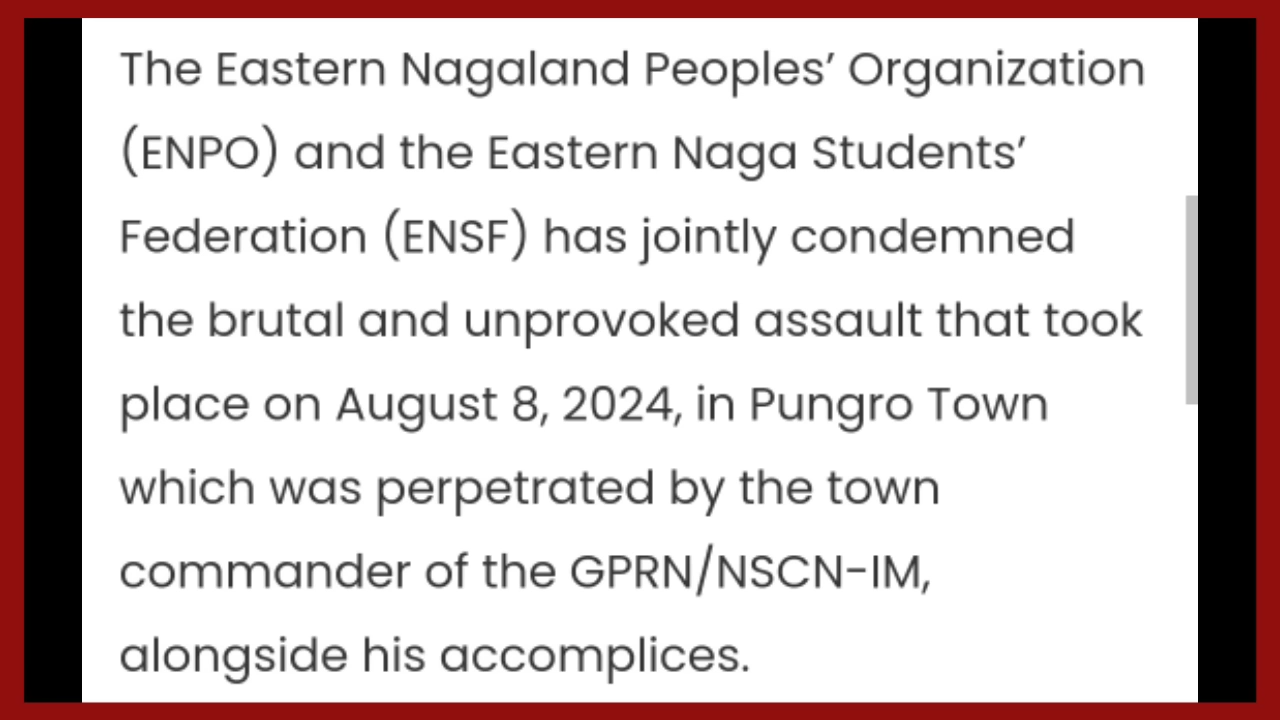 The Eastern Nagaland Peoples’ Organization
(ENPO) and the Eastern Naga Students’
Federation (ENSF) has jointly condemned
the brutal and unprovoked assault that took
place on August 8, 2024, in Pungro Town
which was perpetrated by the town
commander of the GPRN/NSCN-IM,
alongside his accomplices.